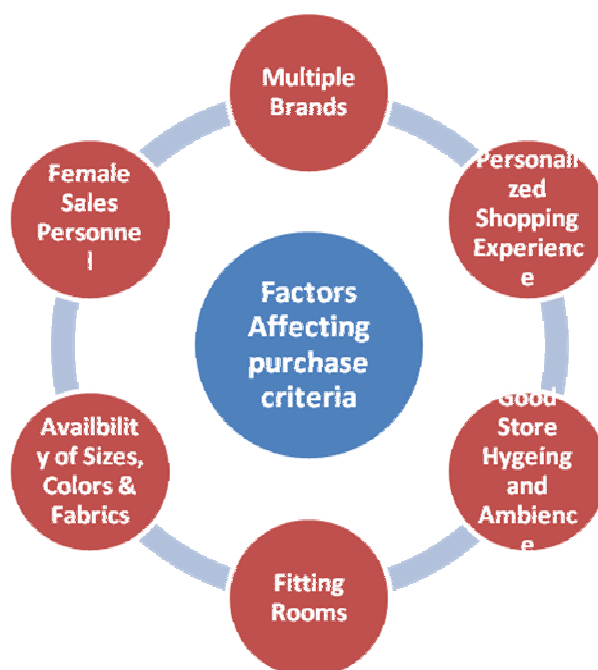 Multiple
Brands
Personali
zed
Shopping
Experienc
e
Good
Store
Hygeing
and
Ambienc
e
Fitting
Rooms
Availbilit
y of Sizes,
Colors &
Fabrics
Female
Sales
Personne
l
Factors
Affecting
purchase
criteria